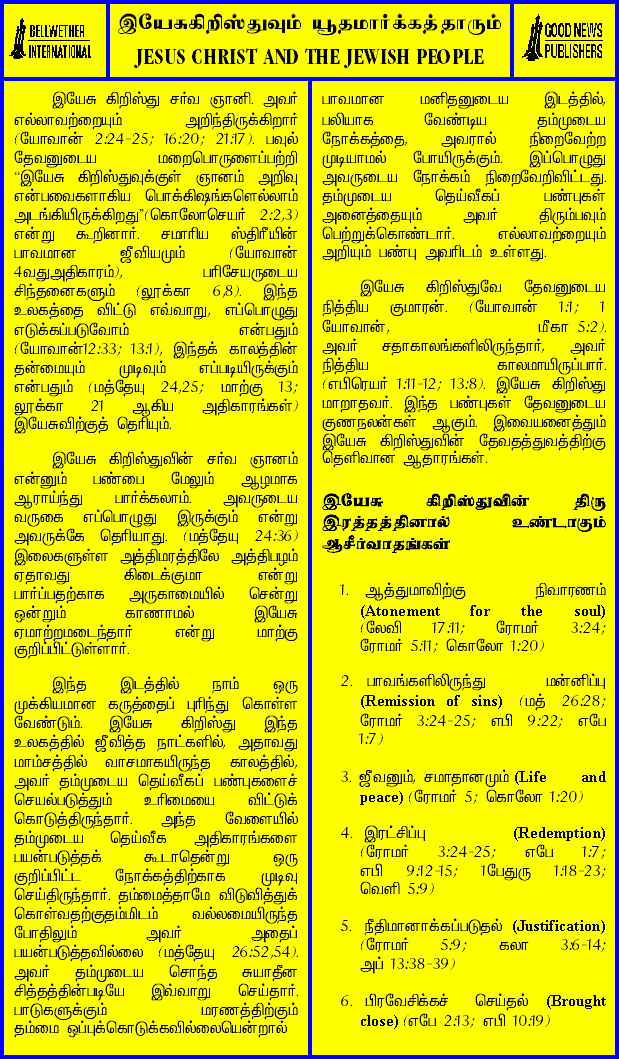 BELLWETHER
INTERNATIONAL
இயேசுகிறிஸ்துவும் யூதமார்க்கத்தாரும்
JESUS CHRIST AND THE JEWISH PEOPLE
GOOD NEWS
PUBLISHERS
இயேசு கிறிஸ்து சர்வ ஞானி. அவர்
எல்லாவற்றையும் அறிந்திருக்கிறார்
(யோவான் 2:24-25; 16:20; 21:17). பவுல்
தேவனுடைய மறைபொருளைப்பற்றி
“இயேசு கிறிஸ்துவுக்குள் ஞானம் அறிவு
என்பவைகளாகிய பொக்கிஷங்களெல்லாம்
அடங்கியிருக்கிறது”(கொலோசெயர் 2:2,3)
என்று கூறினார். சமாரிய ஸ்திரீயின்
பாவமான ஜீவியமும் (யோவான்
4வதுஅதிகாரம்), பரிசேயருடைய
சிந்தனைகளும் (லூக்கா 6,8). இந்த
உலகத்தை விட்டு எவ்வாறு, எப்பொழுது
எடுக்கப்படுவோம் என்பதும்
(யோவான்12:33; 13:1), இந்தக் காலத்தின்
தன்மையும் முடிவும் எப்படியிருக்கும்
என்பதும் (மத்தேயு 24,25; மாற்கு 13;
லூக்கா 21 ஆகிய அதிகாரங்கள்)
இயேசுவிற்குத் தெரியும்.
இயேசு கிறிஸ்துவின் சர்வ ஞானம்
என்னும் பண்பை மேலும் ஆழமாக
ஆராய்ந்து பார்க்கலாம். அவருடைய
வருகை எப்பொழுது இருக்கும் என்று
அவருக்கே தெரியாது. (மத்தேயு 24:36)
இலைகளுள்ள அத்திமரத்திலே அத்திபழம்
ஏதாவது கிடைக்குமா என்று
பார்ப்பதற்காக அருகாமையில் சென்று
ஒன்றும் காணாமல் இயேசு
ஏமாற்றமடைந்தார் என்று மாற்கு
குறிப்பிட்டுள்ளார்.
இந்த இடத்தில் நாம் ஒரு
முக்கியமான கருத்தைப் புரிந்து கொள்ள
வேண்டும். இயேசு கிறிஸ்து இந்த
உலகத்தில் ஜீவித்த நாட்களில், அதாவது
மாம்சத்தில் வாசமாகயிருந்த காலத்தில்,
அவர் தம்முடைய தெய்வீகப் பண்புகளைச்
செயல்படுத்தும் உரிமையை விட்டுக்
கொடுத்திருந்தார். அந்த வேளையில்
தம்முடைய தெய்வீக அதிகாரங்களை
பயன்படுத்தக் கூடாதென்று ஒரு
குறிப்பிட்ட நோக்கத்திற்காக முடிவு
செய்திருந்தார். தம்மைத்தாமே விடுவித்துக்
கொள்வதற்குதம்மிடம் வல்லமையிருந்த
போதிலும் அவர் அதைப்
பயன்படுத்தவில்லை (மத்தேயு 26:52,54).
அவர் தம்முடைய சொந்த சுயாதீன
சித்தத்தின்படியே இவ்வாறு செய்தார்.
பாடுகளுக்கும் மரணத்திற்கும்
தம்மை ஒப்புக்கொடுக்கவில்லையென்றால்
பாவமான மனிதனுடைய இடத்தில்,
பலியாக வேண்டிய தம்முடைய
நோக்கத்தை, அவரால் நிறைவேற்ற
முடியாமல் போயிருக்கும். இப்பொழுது
அவருடைய நோக்கம் நிறைவேறிவிட்டது.
தம்முடைய தெய்வீகப் பண்புகள்
அனைத்தையும் அவர் திரும்பவும்
பெற்றுக்கொண்டார். எல்லாவற்றையும்
அறியும் பண்பு அவரிடம் உள்ளது.
இயேசு கிறிஸ்துவே தேவனுடைய
நித்திய குமாரன். (யோவான் 1:1; 1
யோவான், மீகா 5:2).
அவர் சதாகாலங்களிலிருந்தார், அவர்
நித்திய காலமாயிருப்பார்.
(எபிரெயர் 1:11-12; 13:8). இயேசு கிறிஸ்து
மாறாதவர். இந்த பண்புகள் தேவனுடைய
குணநலன்கள் ஆகும். இவையனைத்தும்
இயேசு கிறிஸ்துவின் தேவதத்துவத்திற்கு
தெளிவான ஆதாரங்கள்.
இயேசு கிறிஸ்துவின் திரு
இரத்தத்தினால் உண்டாகும்
ஆசீர்வாதங்கள்
1. ஆத்துமாவிற்கு நிவாரணம்
(Atonement for the soul)
(லேவி 17:11; ரோமர் 3:24;
ரோமர் 5:11; கொலோ 1:20)
2. பாவங்களிலிருந்து மன்னிப்பு
(Remission of sins) (மத் 26:28;
ரோமர் 3:24-25; எபி 9:22; எபே
1:7)
3. ஜீவனும், சமாதானமும் (Life and
peace) (ரோமர் 5; கொலோ 1:20)
4. இரட்சிப்பு (Redemption)
(ரோமர் 3:24-25; எபே 1:7;
எபி 9:12-15; 1பேதுரு 1:18-23;
வெளி 5:9)
5. நீதிமானாக்கப்படுதல் (Justification)
(ரோமர் 5:9; கலா 3:6-14;
அப் 13:38-39)
6. பிரவேசிக்கச் செய்தல் (Brought
close) (எபே 2:13; எபி 10:19)